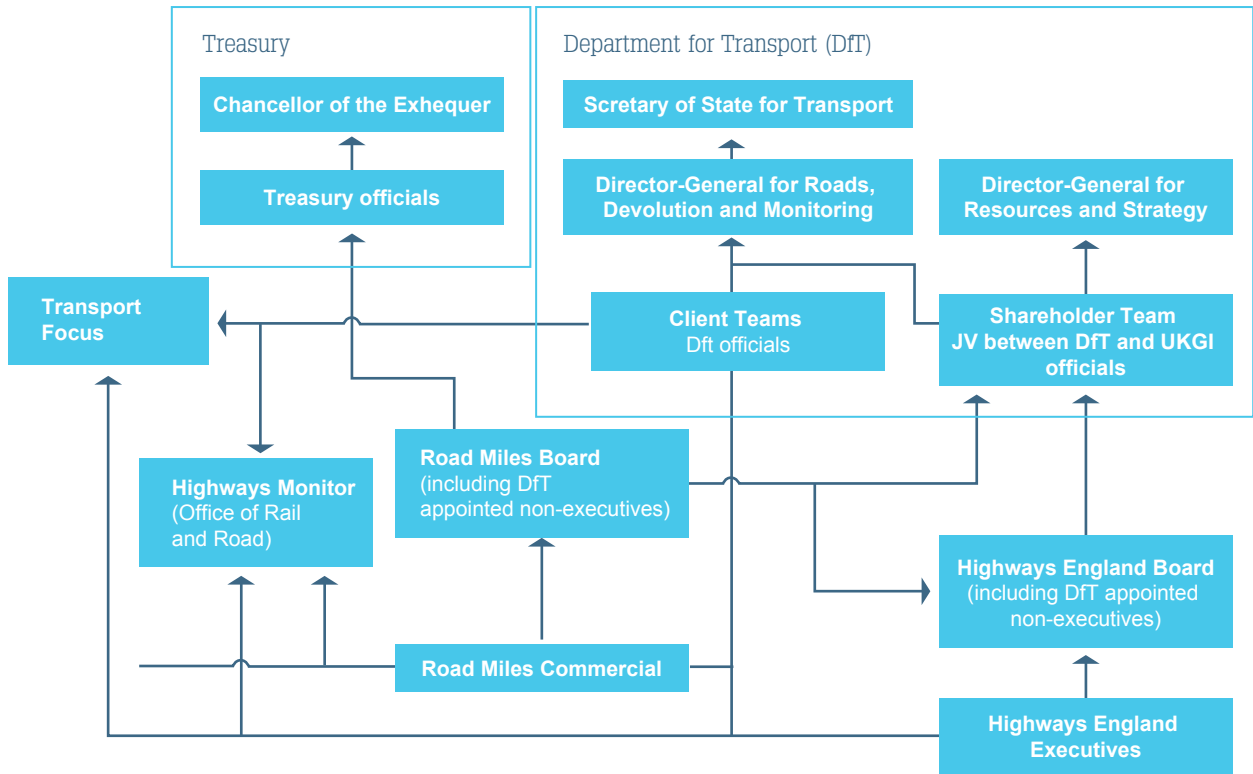 Treasury
Department for Transport (DfT)
Chancellor of the Exhequer
Scretary of State for Transport
Treasury officials
Director-General for Roads,
Devolution and Monitoring
Director-General for
Resources and Strategy
Transport
Focus
Client Teams
Dft officials
Shareholder Team
JV between DfT and UKGI
officials
Highways Monitor
(Office of Rail
and Road)
Road Miles Board
(including DfT
appointed non-executives)
Highways England Board
(including DfT appointed
non-executives)
Road Miles Commercial
Highways England
Executives